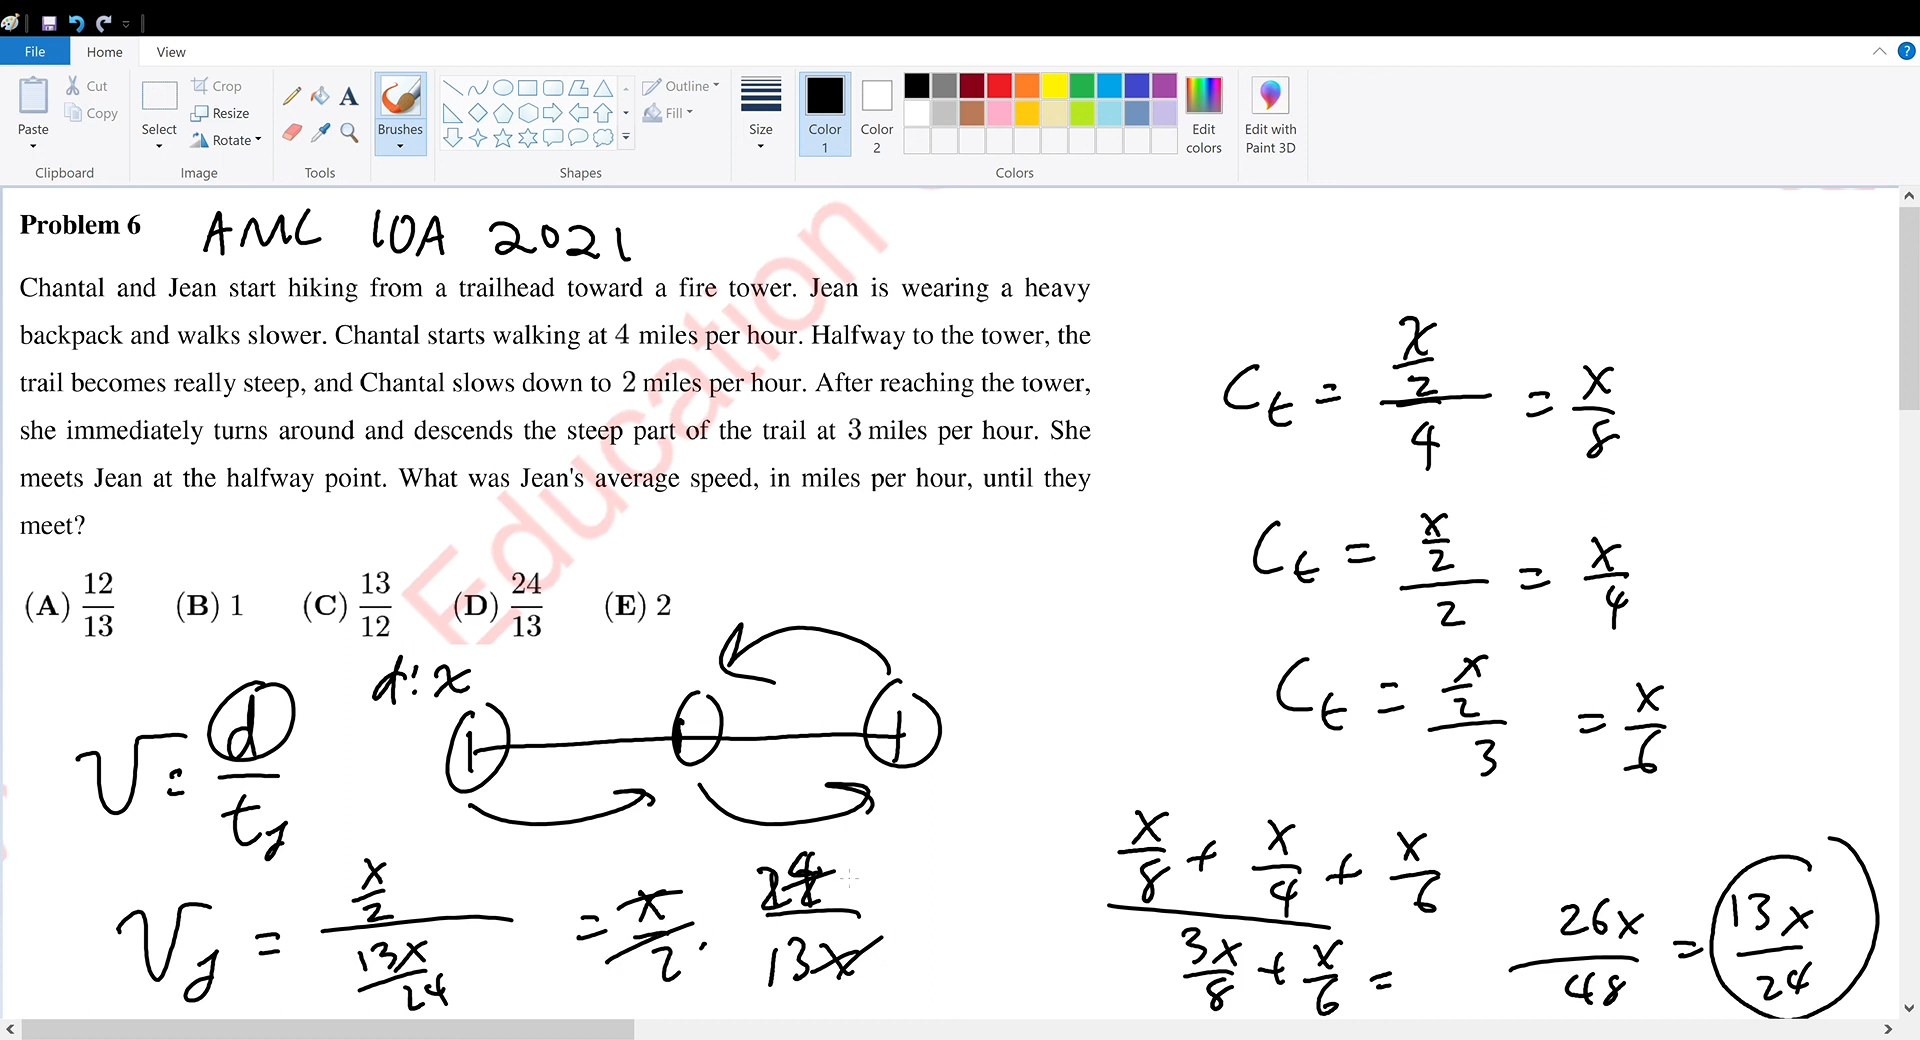 File Home View
Paste Cut Copy Select Crop Resize Rotate A Brushes Outline Fill Size Color 1 Color 2 Edit colors Edit with Paint 3D
Clipboard Image Tools Shapes Colors
Education
Problem 6 AMC 10A 2021
Chantal and Jean start hiking from a trailhead toward a fire tower. Jean is wearing a heavy
backpack and walks slower. Chantal starts walking at 4 miles per hour. Halfway to the tower, the
trail becomes really steep, and Chantal slows down to 2 miles per hour. After reaching the tower,
she immediately turns around and descends the steep part of the trail at 3 miles per hour. She
meets Jean at the halfway point. What was Jean's average speed, in miles per hour, until they
meet?
(A) 12/13 (B) 1 (C) 13/12 (D) 24/13 (E) 2
d: x
V = d/t_J
C_t = (x/2)/4 = x/8
C_t = (x/2)/2 = x/4
C_t = (x/2)/3 = x/6
x/8 + x/4 + x/6
3x/8 + x/6 = 26x/48 = 13x/24
V_J = (x/2)/(13x/24) = x/2 · 24/13x